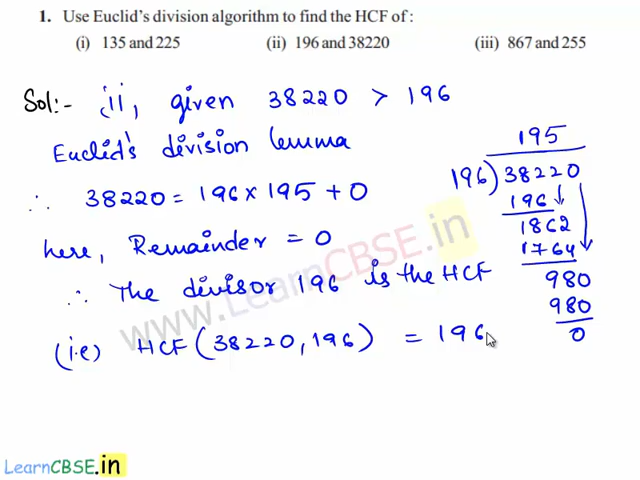 1. Use Euclid's division algorithm to find the HCF of :
(i) 135 and 225 (ii) 196 and 38220 (iii) 867 and 255
Sol:- ii, given 38220 > 196
Euclid's division lemma
∴ 38220 = 196 × 195 + 0
here, Remainder = 0
∴ The divisor 196 is the HCF
(i.e) HCF (38220, 196) = 196
195
196) 38220
196
1862
1764
980
980
0
www.LearnCBSE.in
LearnCBSE.in